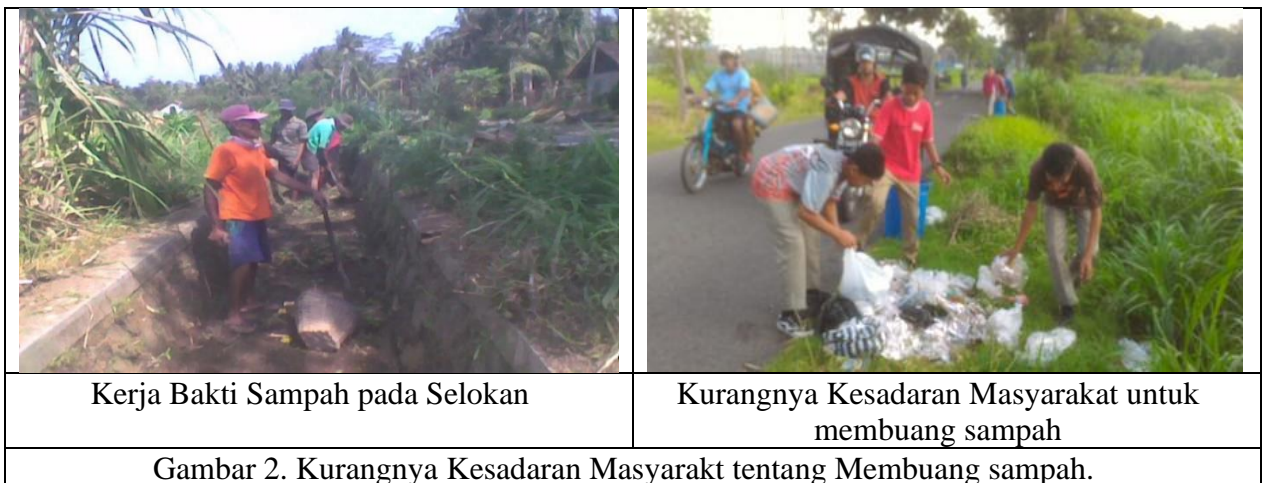 Kerja Bakti Sampah pada Selokan
Kurangnya Kesadaran Masyarakat untuk
membuang sampah
Gambar 2. Kurangnya Kesadaran Masyarakt tentang Membuang sampah.